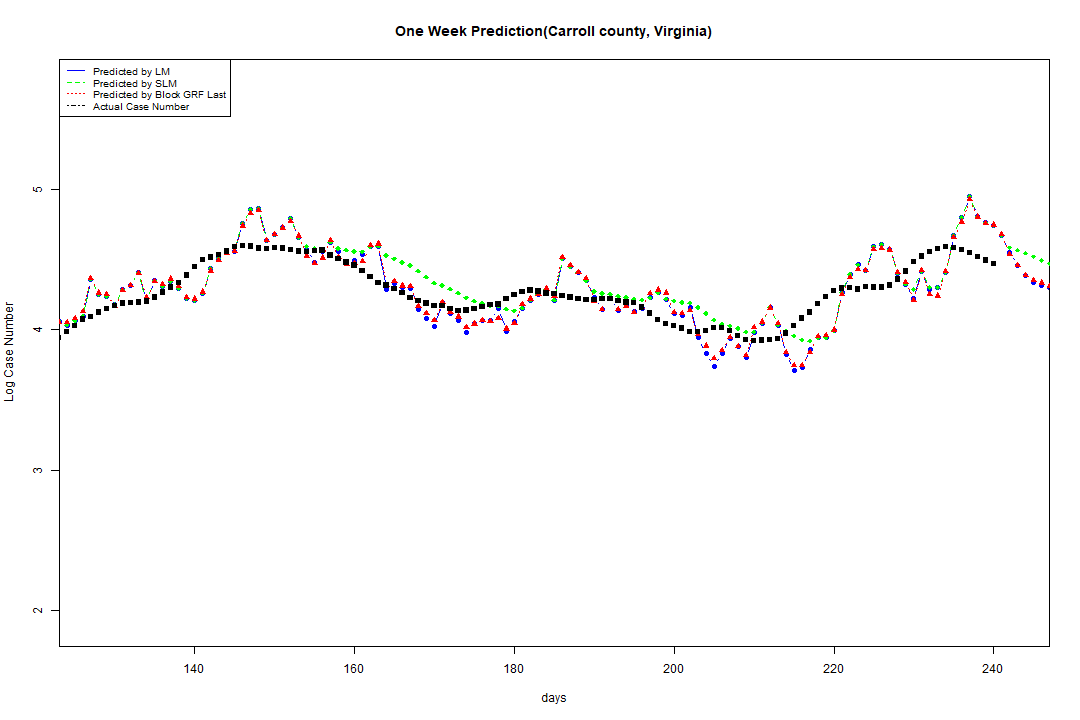 One Week Prediction(Carroll county, Virginia)
Predicted by LM
Predicted by SLM
Predicted by Block GRF Last
Actual Case Number
Log Case Number
5
4
3
2
140 160 180 200 220 240
days